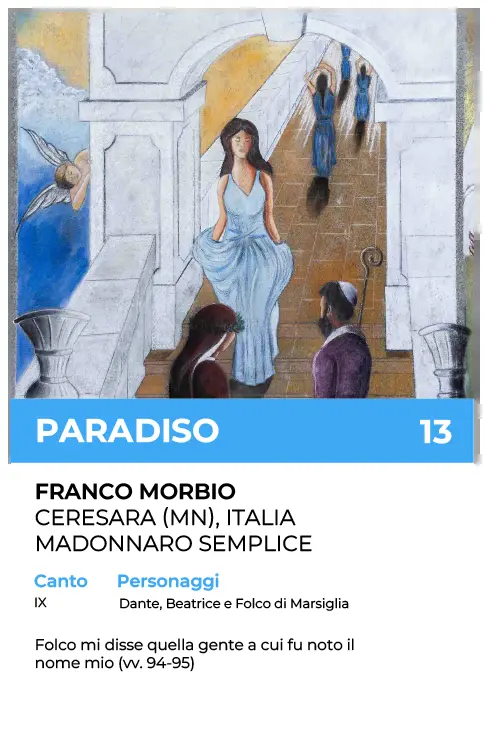 PARADISO 13
FRANCO MORBIO
CERESARA (MN), ITALIA
MADONNARO SEMPLICE
Canto Personaggi
IX Dante, Beatrice e Folco di Marsiglia
Folco mi disse quella gente a cui fu noto il
nome mio (vv. 94-95)